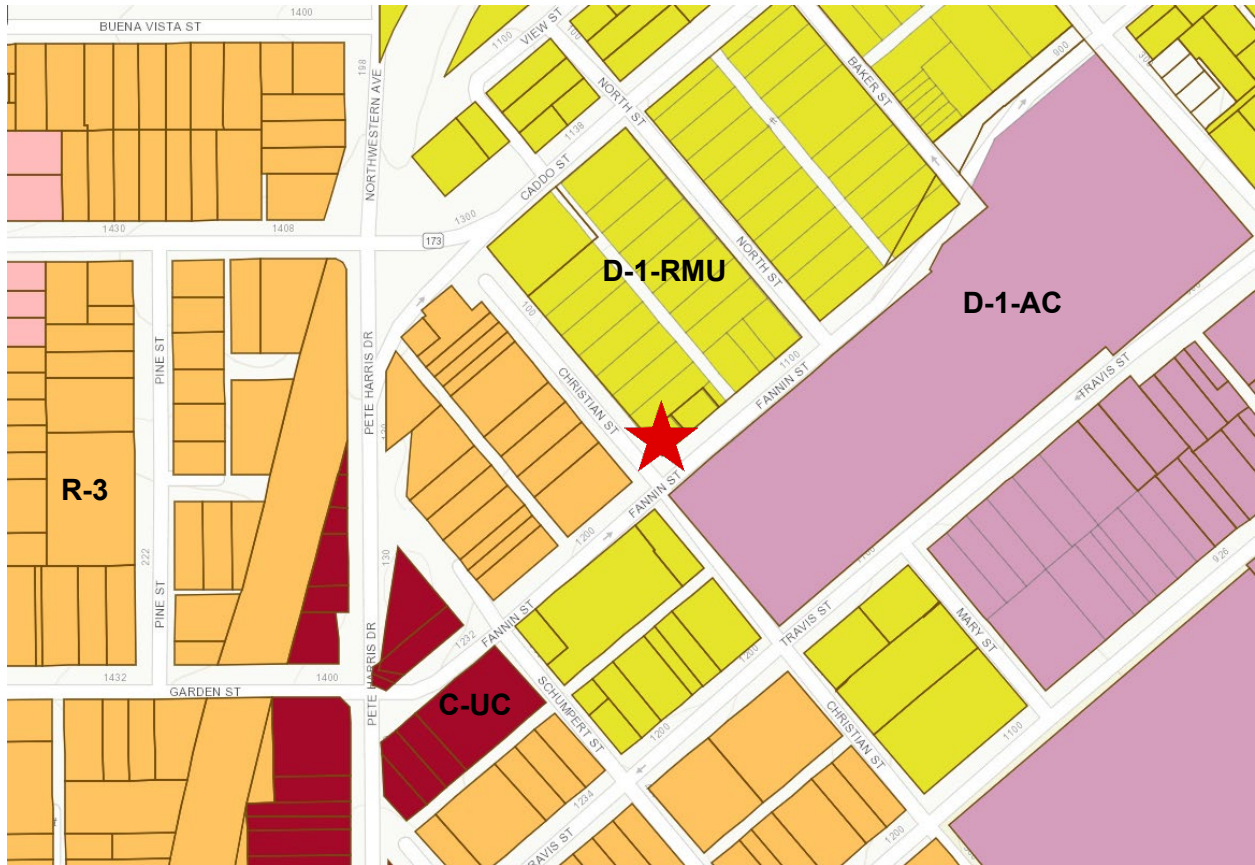 1400
BUENA VISTA ST
198
NORTHWESTERN AVE
1100
VIEW ST
100
NORTH ST
BAKER ST
900
300
1138
CADDO ST
1300
173
1430
1408
D-1-RMU
NORTH ST
D-1-AC
100
CHRISTIAN ST
1100
FANNIN ST
TRAVIS ST
PINE ST
PETE HARRIS DR
120
R-3
FANNIN ST
1200
222
130
926
PINE ST
1232
FANNIN ST
TRAVIS ST
MARY ST
1200
1432
1400
GARDEN ST
PETE HARRIS DR
C-UC
SCHUMPERT ST
CHRISTIAN ST
1200
1100
1234
TRAVIS ST
1200